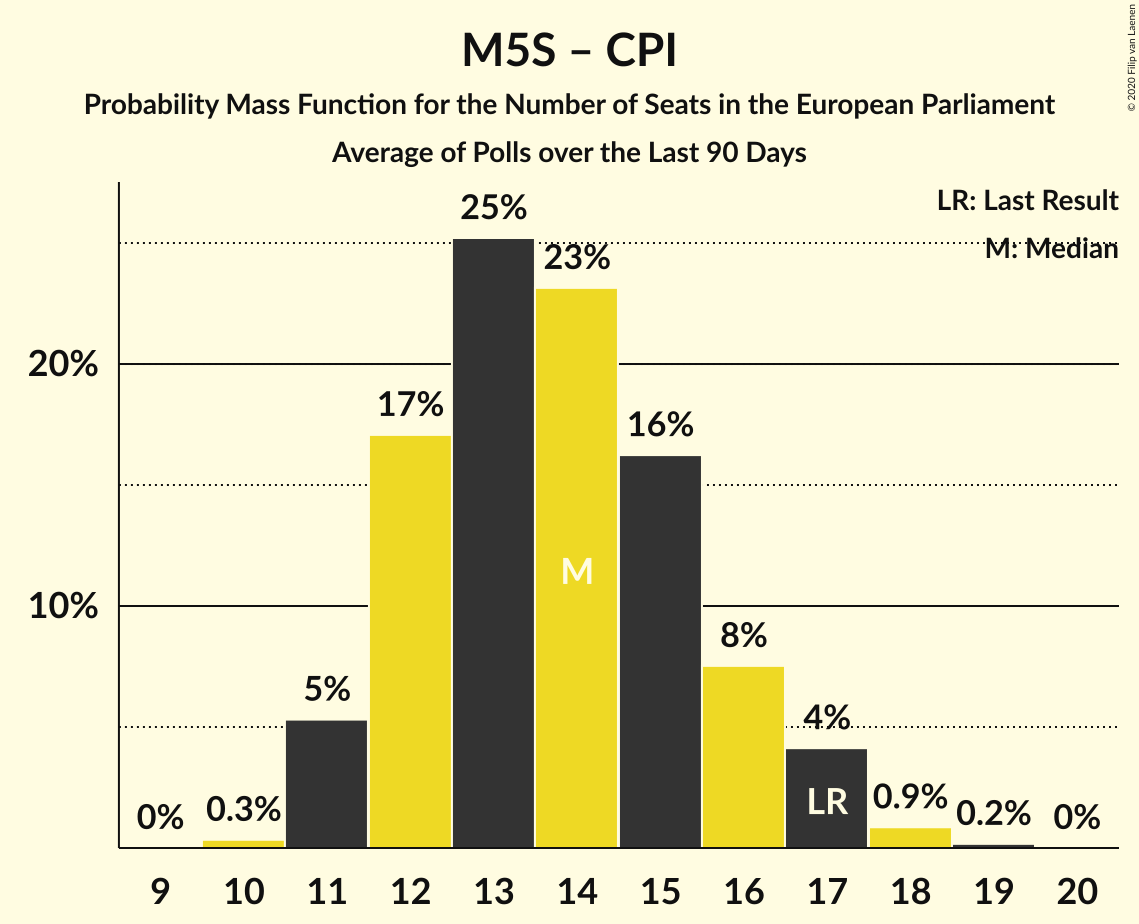 M5S – CPI
Probability Mass Function for the Number of Seats in the European Parliament
Average of Polls over the Last 90 Days
© 2020 Filip van Laenen
LR: Last Result
M: Median
20%
10%
0%
0.3%
5%
17%
25%
23%
16%
8%
4%
0.9%
0.2%
0%
M
LR
9 10 11 12 13 14 15 16 17 18 19 20